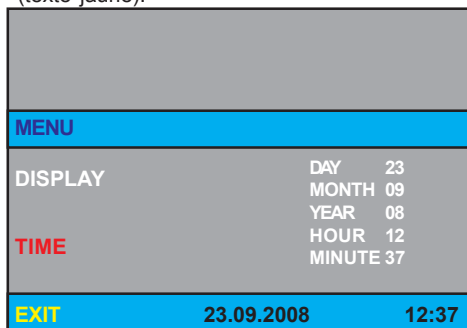 (texte jaune).
MENU
DISPLAY
TIME
DAY 23
MONTH 09
YEAR 08
HOUR 12
MINUTE 37
EXIT 23.09.2008 12:37